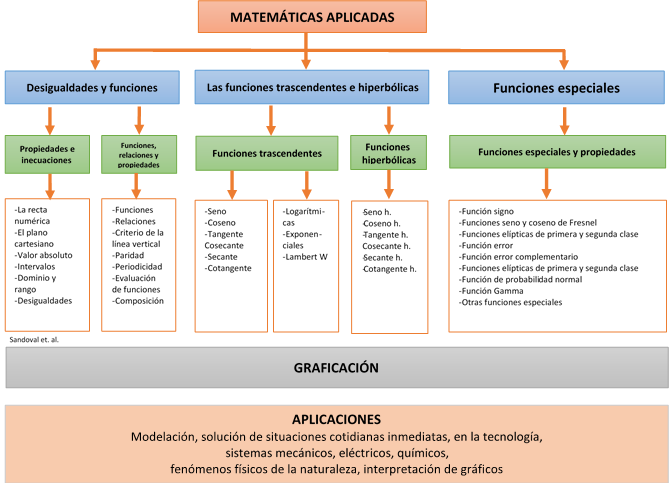 MATEMÁTICAS APLICADAS
Desigualdades y funciones
Las funciones trascendentes e hiperbólicas
Funciones especiales
Propiedades e
inecuaciones
Funciones,
relaciones y
propiedades
Funciones trascendentes
Funciones
hiperbólicas
Funciones especiales y propiedades
-La recta
numérica
-El plano
cartesiano
-Valor absoluto
-Intervalos
-Dominio y
rango
-Desigualdades
-Funciones
-Relaciones
-Criterio de la
línea vertical
-Paridad
-Periodicidad
-Evaluación
de funciones
-Composición
-Seno
-Coseno
-Tangente
Cosecante
-Secante
-Cotangente
-Logarítmi-
cas
-Exponen-
ciales
-Lambert W
-Seno h.
-Coseno h.
-Tangente h.
Cosecante h.
-Secante h.
-Cotangente h.
-Función signo
-Funciones seno y coseno de Fresnel
-Funciones elípticas de primera y segunda clase
-Función error
-Función error complementario
-Funciones elípticas de primera y segunda clase
-Función de probabilidad normal
-Función Gamma
-Otras funciones especiales
Sandoval et. al.
GRAFICACIÓN
APLICACIONES
Modelación, solución de situaciones cotidianas inmediatas, en la tecnología,
sistemas mecánicos, eléctricos, químicos,
fenómenos físicos de la naturaleza, interpretación de gráficos